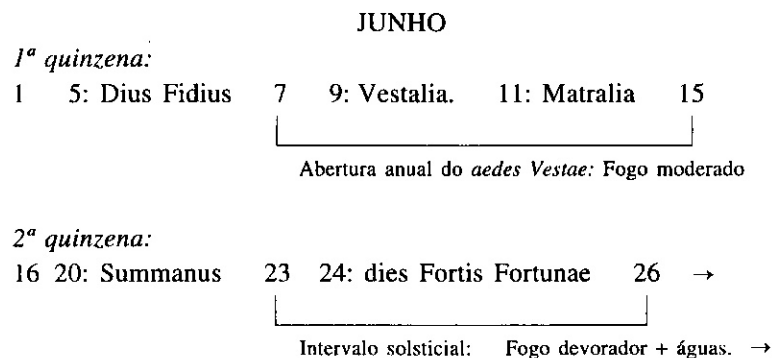 JUNHO
1ª quinzena:
1 5: Dius Fidius 7 9: Vestalia. 11: Matralia 15
Abertura anual do aedes Vestae: Fogo moderado
2ª quinzena:
16 20: Summanus 23 24: dies Fortis Fortunae 26 →
Intervalo solsticial: Fogo devorador + águas. →